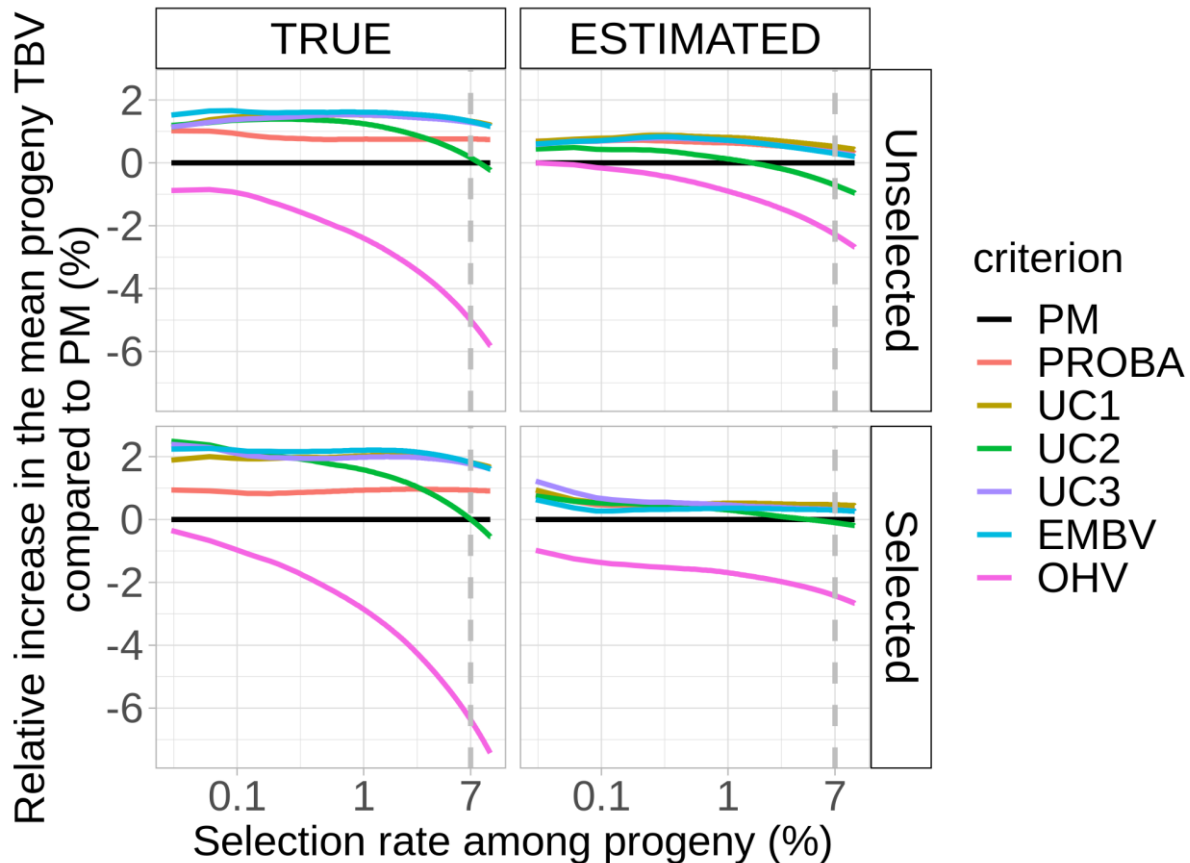 TRUE
ESTIMATED
Relative increase in the mean progeny TBV
compared to PM (%)
2
0
-2
-4
-6
Unselected
2
0
-2
-4
-6
Selected
0.1
1
7
0.1
1
7
Selection rate among progeny (%)
criterion
PM
PROBA
UC1
UC2
UC3
EMBV
OHV